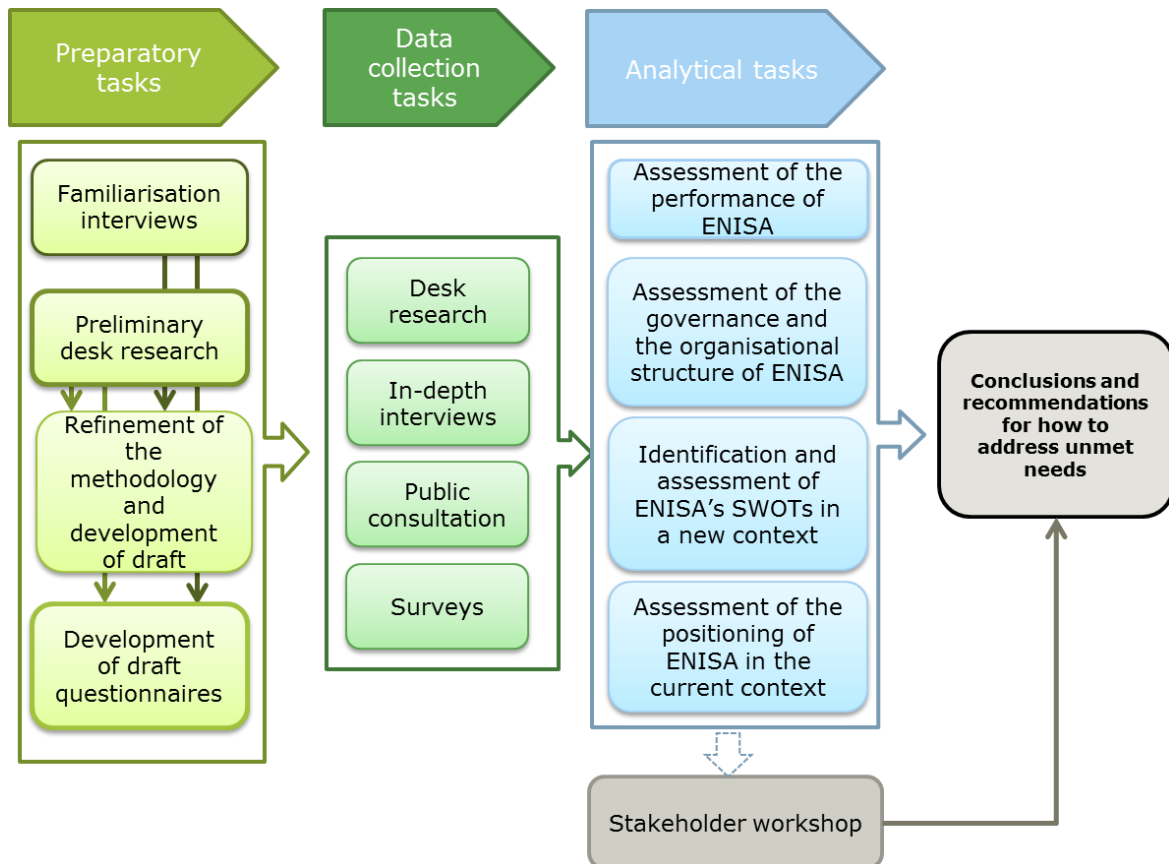 Preparatory
tasks
Data
collection
tasks
Analytical tasks
Familiarisation
interviews
Preliminary
desk research
Refinement of
the
methodology
and
development
of draft
Development
of draft
questionnaires
Desk
research
In-depth
interviews
Public
consultation
Surveys
Assessment of the
performance of
ENISA
Assessment of the
governance and
the organisational
structure of ENISA
Identification and
assessment of
ENISA’s SWOTs in
a new context
Assessment of the
positioning of
ENISA in the
current context
Conclusions and
recommendations
for how to
address unmet
needs
Stakeholder workshop